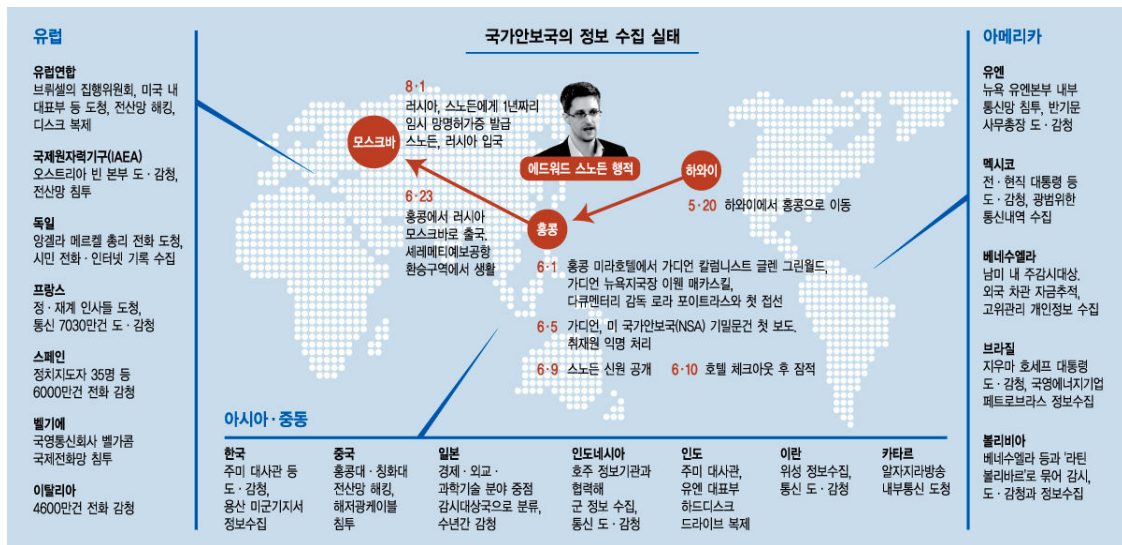 국가안보국의 정보 수집 실태
유럽
유럽연합
브뤼셀의 집행위원회, 미국 내
대표부 등 도청, 전산망 해킹,
디스크 복제
국제원자력기구(IAEA)
오스트리아 빈 본부 도·감청,
전산망 침투
독일
앙겔라 메르켈 총리 전화 도청,
시민 전화·인터넷 기록 수집
프랑스
정·재계 인사들 도청,
통신 7030만건 도·감청
스페인
정치지도자 35명 등
6000만건 전화 감청
벨기에
국영통신회사 벨가콤
국제전화망 침투
이탈리아
4600만건 전화 감청
8·1
러시아, 스노든에게 1년짜리
임시 망명허가증 발급
스노든, 러시아 입국
모스크바
에드워드 스노든 행적
하와이
5·20 하와이에서 홍콩으로 이동
6·23
홍콩에서 러시아
모스크바로 출국.
셰레메티예보공항
환승구역에서 생활
홍콩
6·1 홍콩 미라호텔에서 가디언 칼럼니스트 글렌 그린월드,
가디언 뉴욕지국장 이웬 매카스킬,
다큐멘터리 감독 로라 포이트라스와 첫 접선
6·5 가디언, 미 국가안보국(NSA) 기밀문건 첫 보도.
취재원 익명 처리
6·9 스노든 신원 공개 6·10 호텔 체크아웃 후 잠적
아메리카
유엔
뉴욕 유엔본부 내부
통신망 침투, 반기문
사무총장 도·감청
멕시코
전·현직 대통령 등
도·감청, 광범위한
통신내역 수집
베네수엘라
남미 내 주감시대상.
외국 차관 자금추적,
고위관리 개인정보 수집
브라질
지우마 호세프 대통령
도·감청, 국영에너지기업
페트로브라스 정보수집
볼리비아
베네수엘라 등과 '라틴
볼리바르'로 묶어 감시,
도·감청과 정보수집
아시아·중동
한국
주미 대사관 등
도·감청,
용산 미군기지서
정보수집
중국
홍콩대·칭화대
전산망 해킹,
해저광케이블
침투
일본
경제·외교·
과학기술 분야 중점
감시대상국으로 분류,
수년간 감청
인도네시아
호주 정보기관과
협력해
군 정보 수집,
통신 도·감청
인도
주미 대사관,
유엔 대표부
하드디스크
드라이브 복제
이란
위성 정보수집,
통신 도·감청
카타르
알자지라방송
내부통신 도청